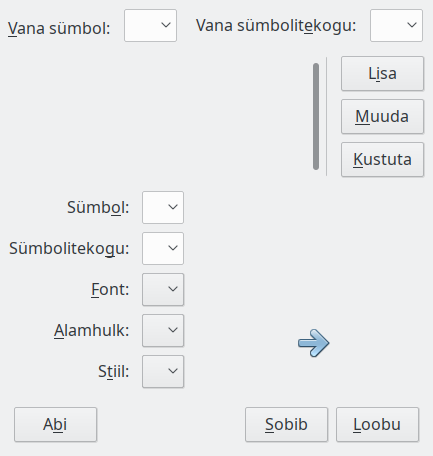 Vana sümbol: Vana sümbolitekogu:
Lisa
Muuda
Kustuta
Sümbol:
Sümbolitekogu:
Font:
Alamhulk:
Stiil:
Abi Sobib Loobu